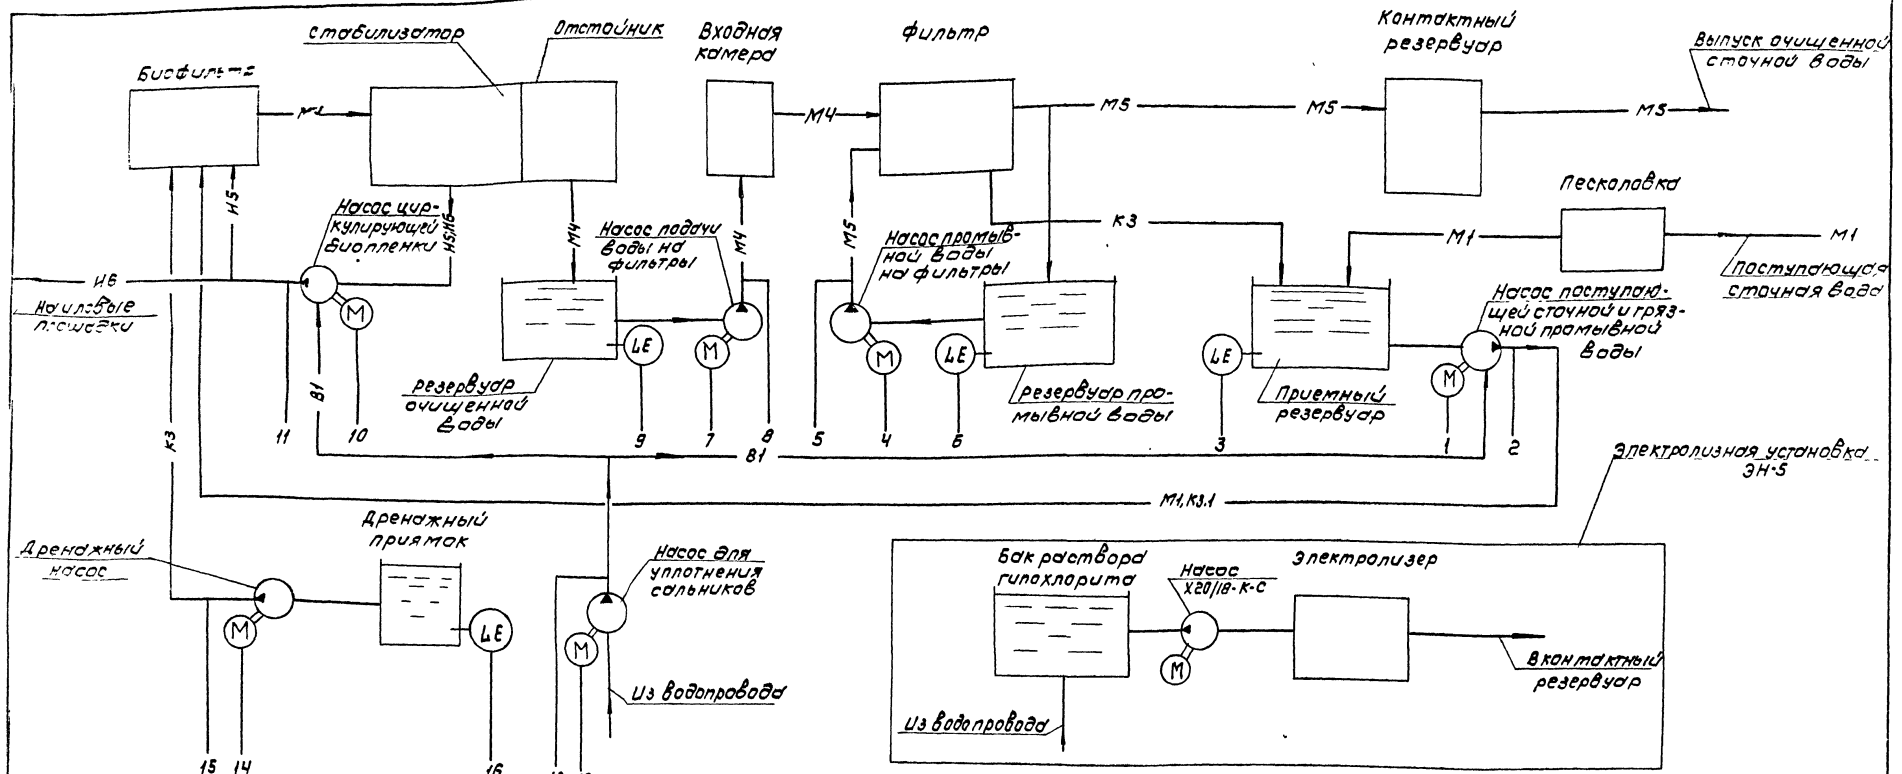 стабилизатор
Отстойник
Входная
камера
Фильтр
Контактный
резервуар
Выпуск очищенной
сточной воды
Биофильтр
М4
М5
М5
М5
Песколовка
Н5
Насос цир-
кулирующей
биопленки
Н5;Н6
М4
Насос подачи
воды на
фильтры
М4
М5
Насос промыв-
ной воды
на фильтры
К3
М1
М1
Поступающая
сточная вода
Н6
На иловые
площадки
Насос поступаю-
щей сточной и гряз-
ной промывной
воды
М
М
М
М
LE
LE
LE
В1
резервуар
очищенной
воды
Резервуар про-
мывной воды
Приемный
резервуар
11
10
9
7
8
5
4
6
3
1
2
К3
В1
Электролизная установка
ЭН-5
М1,К3.1
Дренажный
приямок
Дренажный
насос
Насос для
уплотнения
сальников
Бак раствора
гипохлорита
Насос
Х20/18-К-С
Электролизер
М
LE
М
М
В контактный
резервуар
Из водопровода
Из водопровода
15
14
16